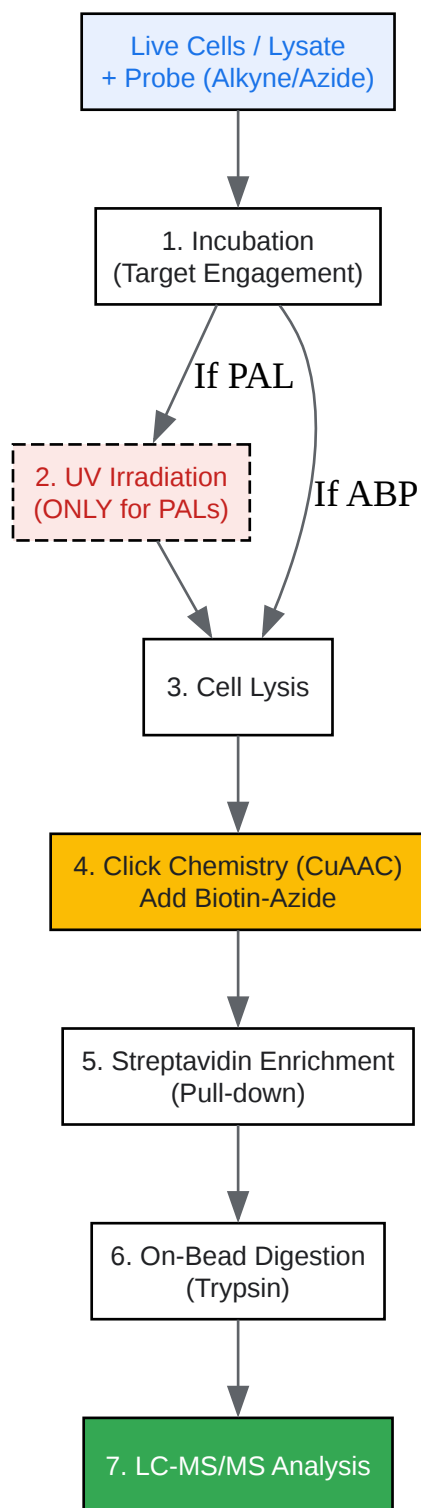 Live Cells / Lysate
+ Probe (Alkyne/Azide)
1. Incubation
(Target Engagement)
If PAL
2. UV Irradiation
(ONLY for PALs)
If ABP
3. Cell Lysis
4. Click Chemistry (CuAAC)
Add Biotin-Azide
5. Streptavidin Enrichment
(Pull-down)
6. On-Bead Digestion
(Trypsin)
7. LC-MS/MS Analysis